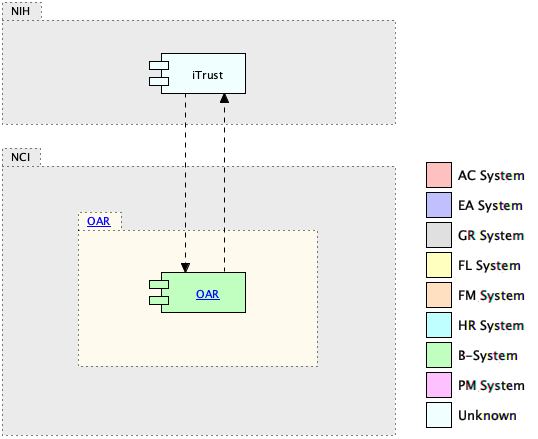 NIH
iTrust
NCI
OAR
OAR
AC System
EA System
GR System
FL System
FM System
HR System
B-System
PM System
Unknown